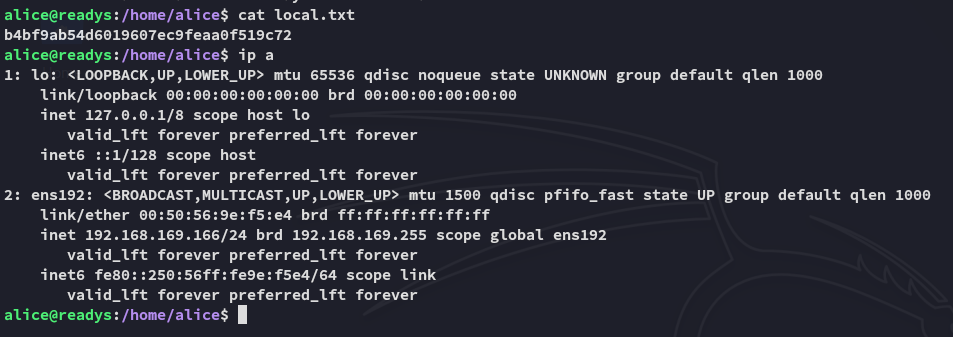 alice@readys:/home/alice$ cat local.txt
b4bf9ab54d6019607ec9feaa0f519c72
alice@readys:/home/alice$ ip a
1: lo: <LOOPBACK,UP,LOWER_UP> mtu 65536 qdisc noqueue state UNKNOWN group default qlen 1000
    link/loopback 00:00:00:00:00:00 brd 00:00:00:00:00:00
    inet 127.0.0.1/8 scope host lo
       valid_lft forever preferred_lft forever
    inet6 ::1/128 scope host
       valid_lft forever preferred_lft forever
2: ens192: <BROADCAST,MULTICAST,UP,LOWER_UP> mtu 1500 qdisc pfifo_fast state UP group default qlen 1000
    link/ether 00:50:56:9e:f5:e4 brd ff:ff:ff:ff:ff:ff
    inet 192.168.169.166/24 brd 192.168.169.255 scope global ens192
       valid_lft forever preferred_lft forever
    inet6 fe80::250:56ff:fe9e:f5e4/64 scope link
       valid_lft forever preferred_lft forever
alice@readys:/home/alice$